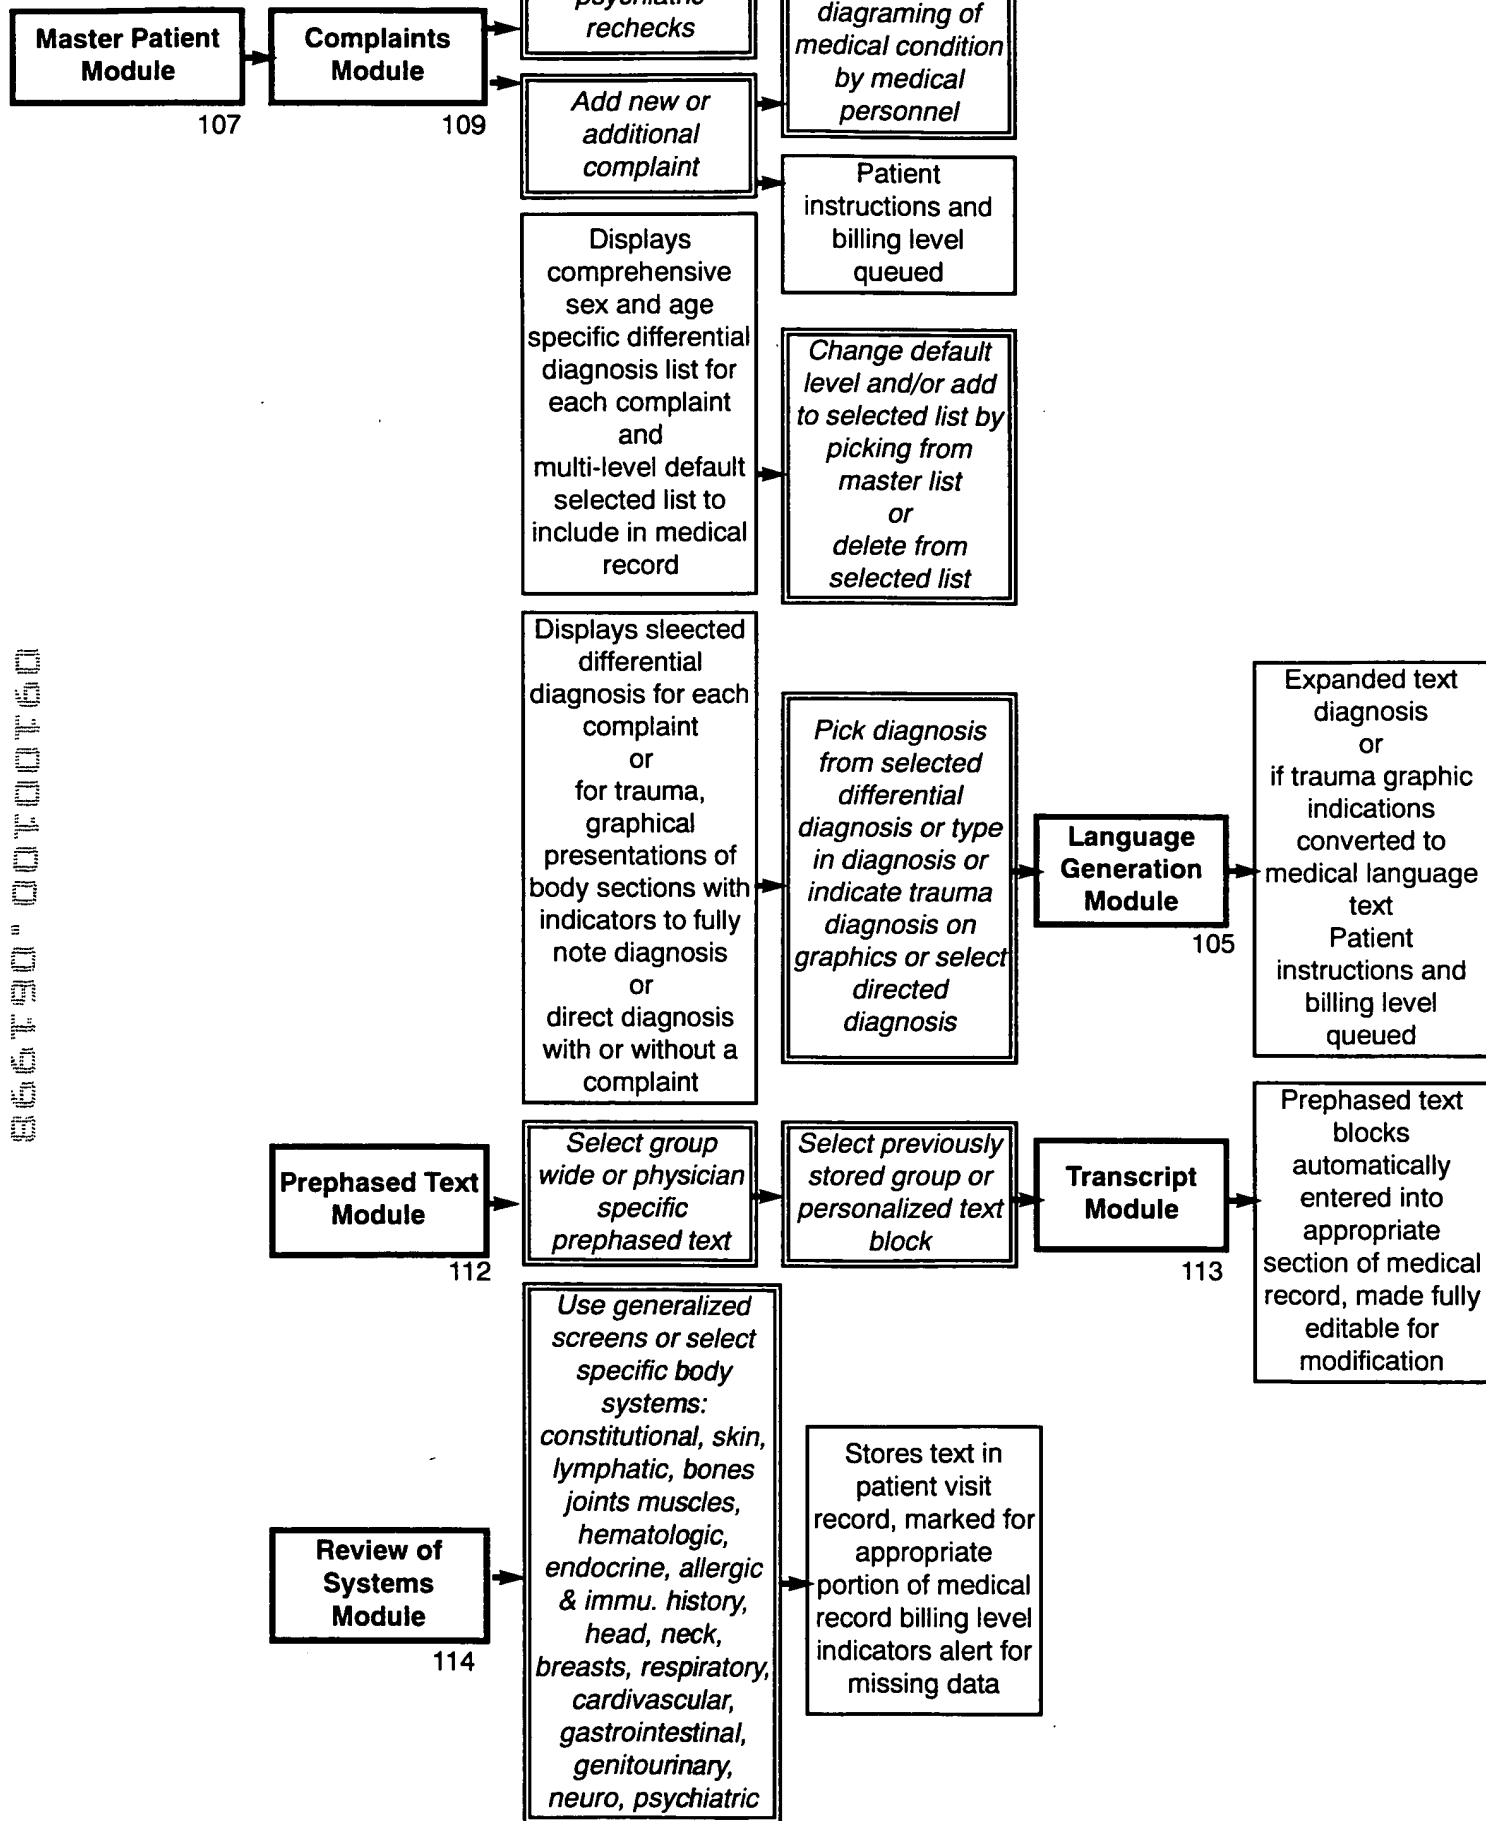 Master Patient
Module
107
Complaints
Module
109
psychiatric
rechecks
diagraming of
medical condition
by medical
personnel
Add new or
additional
complaint
Patient
instructions and
billing level
queued
Displays
comprehensive
sex and age
specific differential
diagnosis list for
each complaint
and
multi-level default
selected list to
include in medical
record
Change default
level and/or add
to selected list by
picking from
master list
or
delete from
selected list
Displays sleected
differential
diagnosis for each
complaint
or
for trauma,
graphical
presentations of
body sections with
indicators to fully
note diagnosis
or
direct diagnosis
with or without a
complaint
Pick diagnosis
from selected
differential
diagnosis or type
in diagnosis or
indicate trauma
diagnosis on
graphics or select
directed
diagnosis
Language
Generation
Module
105
Expanded text
diagnosis
or
if trauma graphic
indications
converted to
medical language
text
Patient
instructions and
billing level
queued
Prephased Text
Module
112
Select group
wide or physician
specific
prephased text
Select previously
stored group or
personalized text
block
Transcript
Module
113
Prephased text
blocks
automatically
entered into
appropriate
section of medical
record, made fully
editable for
modification
Review of
Systems
Module
114
Use generalized
screens or select
specific body
systems:
constitutional, skin,
lymphatic, bones
joints muscles,
hematologic,
endocrine, allergic
& immu. history,
head, neck,
breasts, respiratory,
cardivascular,
gastrointestinal,
genitourinary,
neuro, psychiatric
Stores text in
patient visit
record, marked for
appropriate
portion of medical
record billing level
indicators alert for
missing data